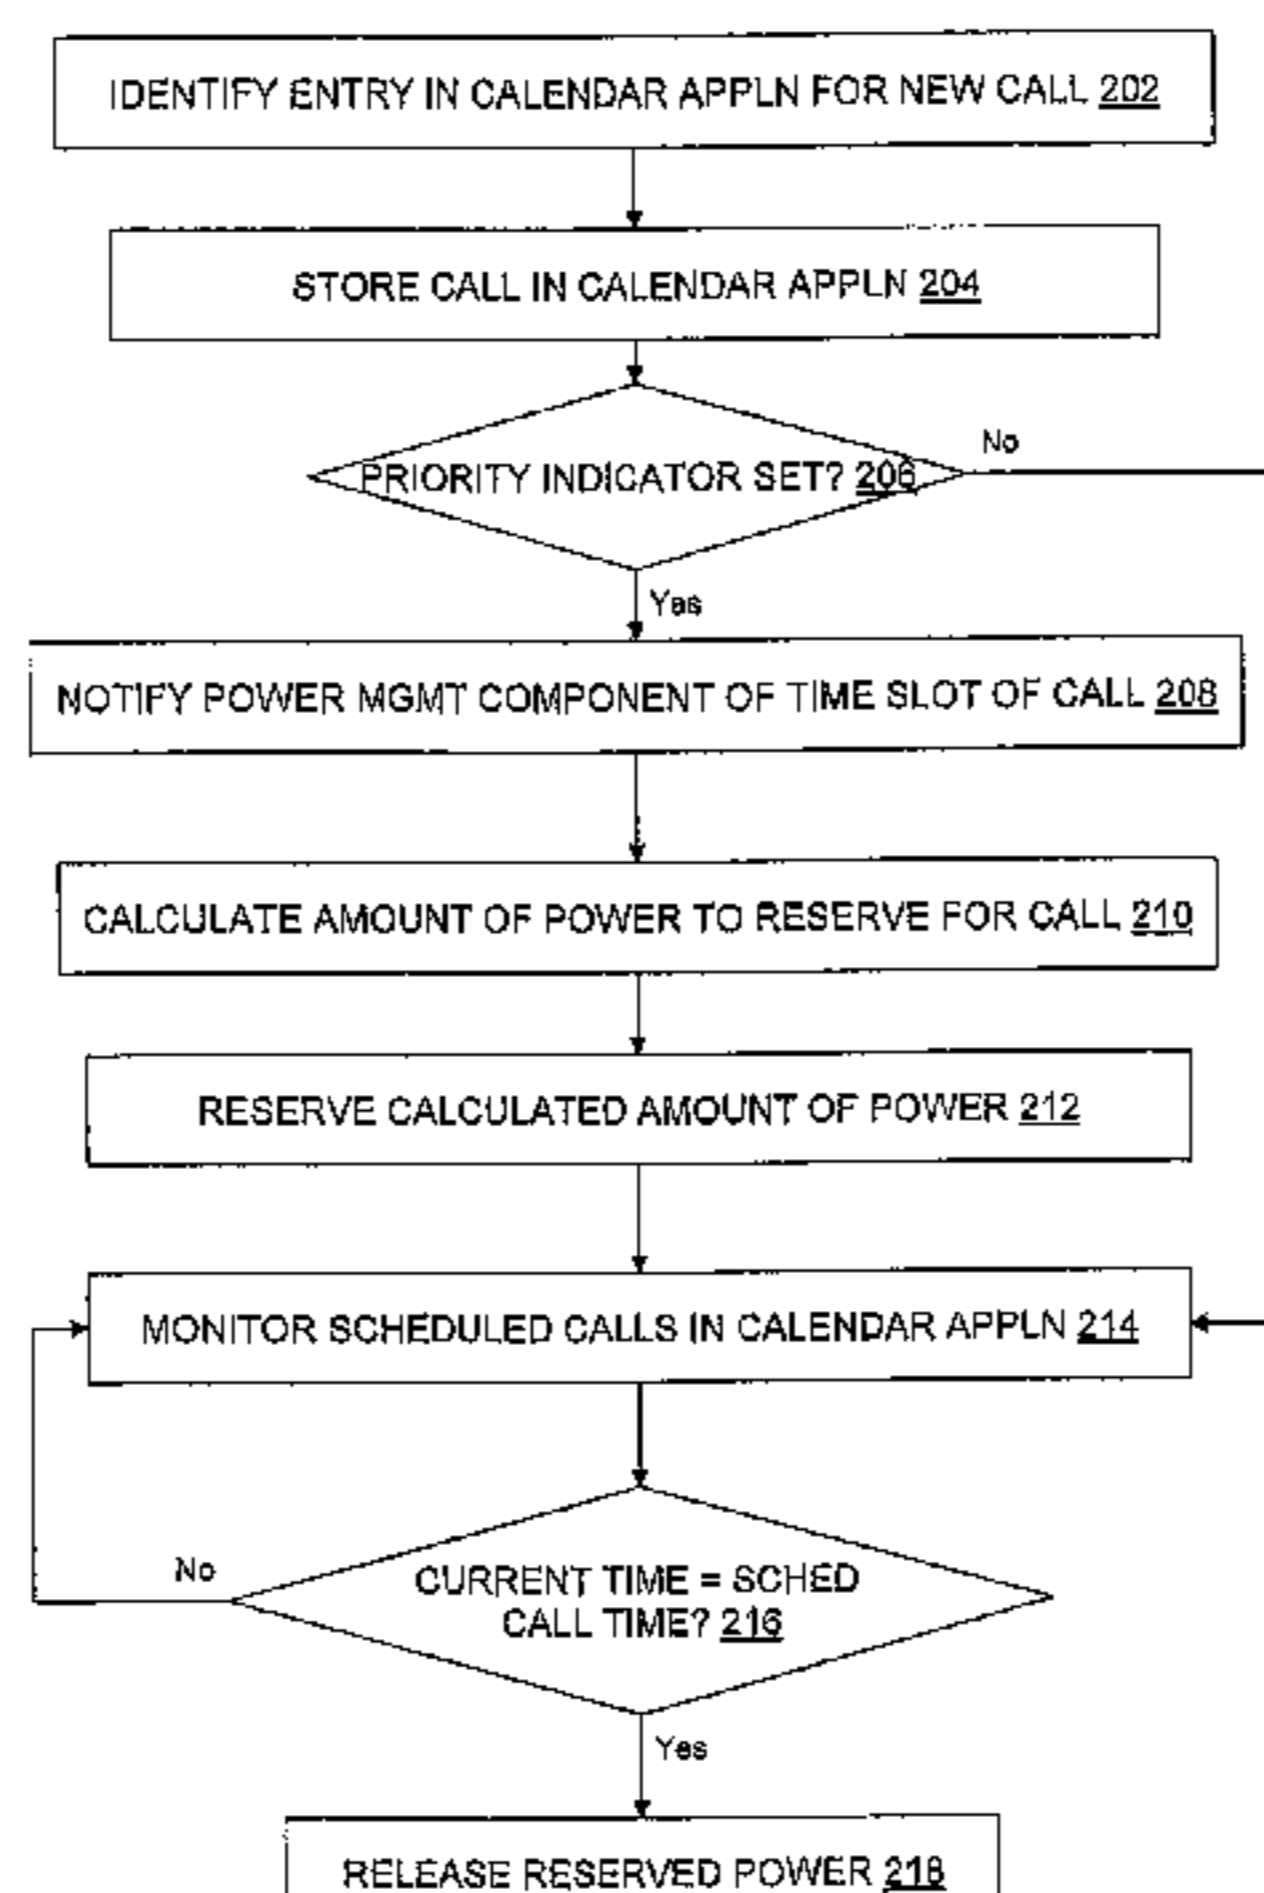 IDENTIFY ENTRY IN CALENDAR APPLN FOR NEW CALL 202
STORE CALL IN CALENDAR APPLN 204
PRIORITY INDICATOR SET? 206
No
Yes
NOTIFY POWER MGMT COMPONENT OF TIME SLOT OF CALL 208
CALCULATE AMOUNT OF POWER TO RESERVE FOR CALL 210
RESERVE CALCULATED AMOUNT OF POWER 212
MONITOR SCHEDULED CALLS IN CALENDAR APPLN 214
No
CURRENT TIME = SCHED
CALL TIME? 216
Yes
RELEASE RESERVED POWER 218